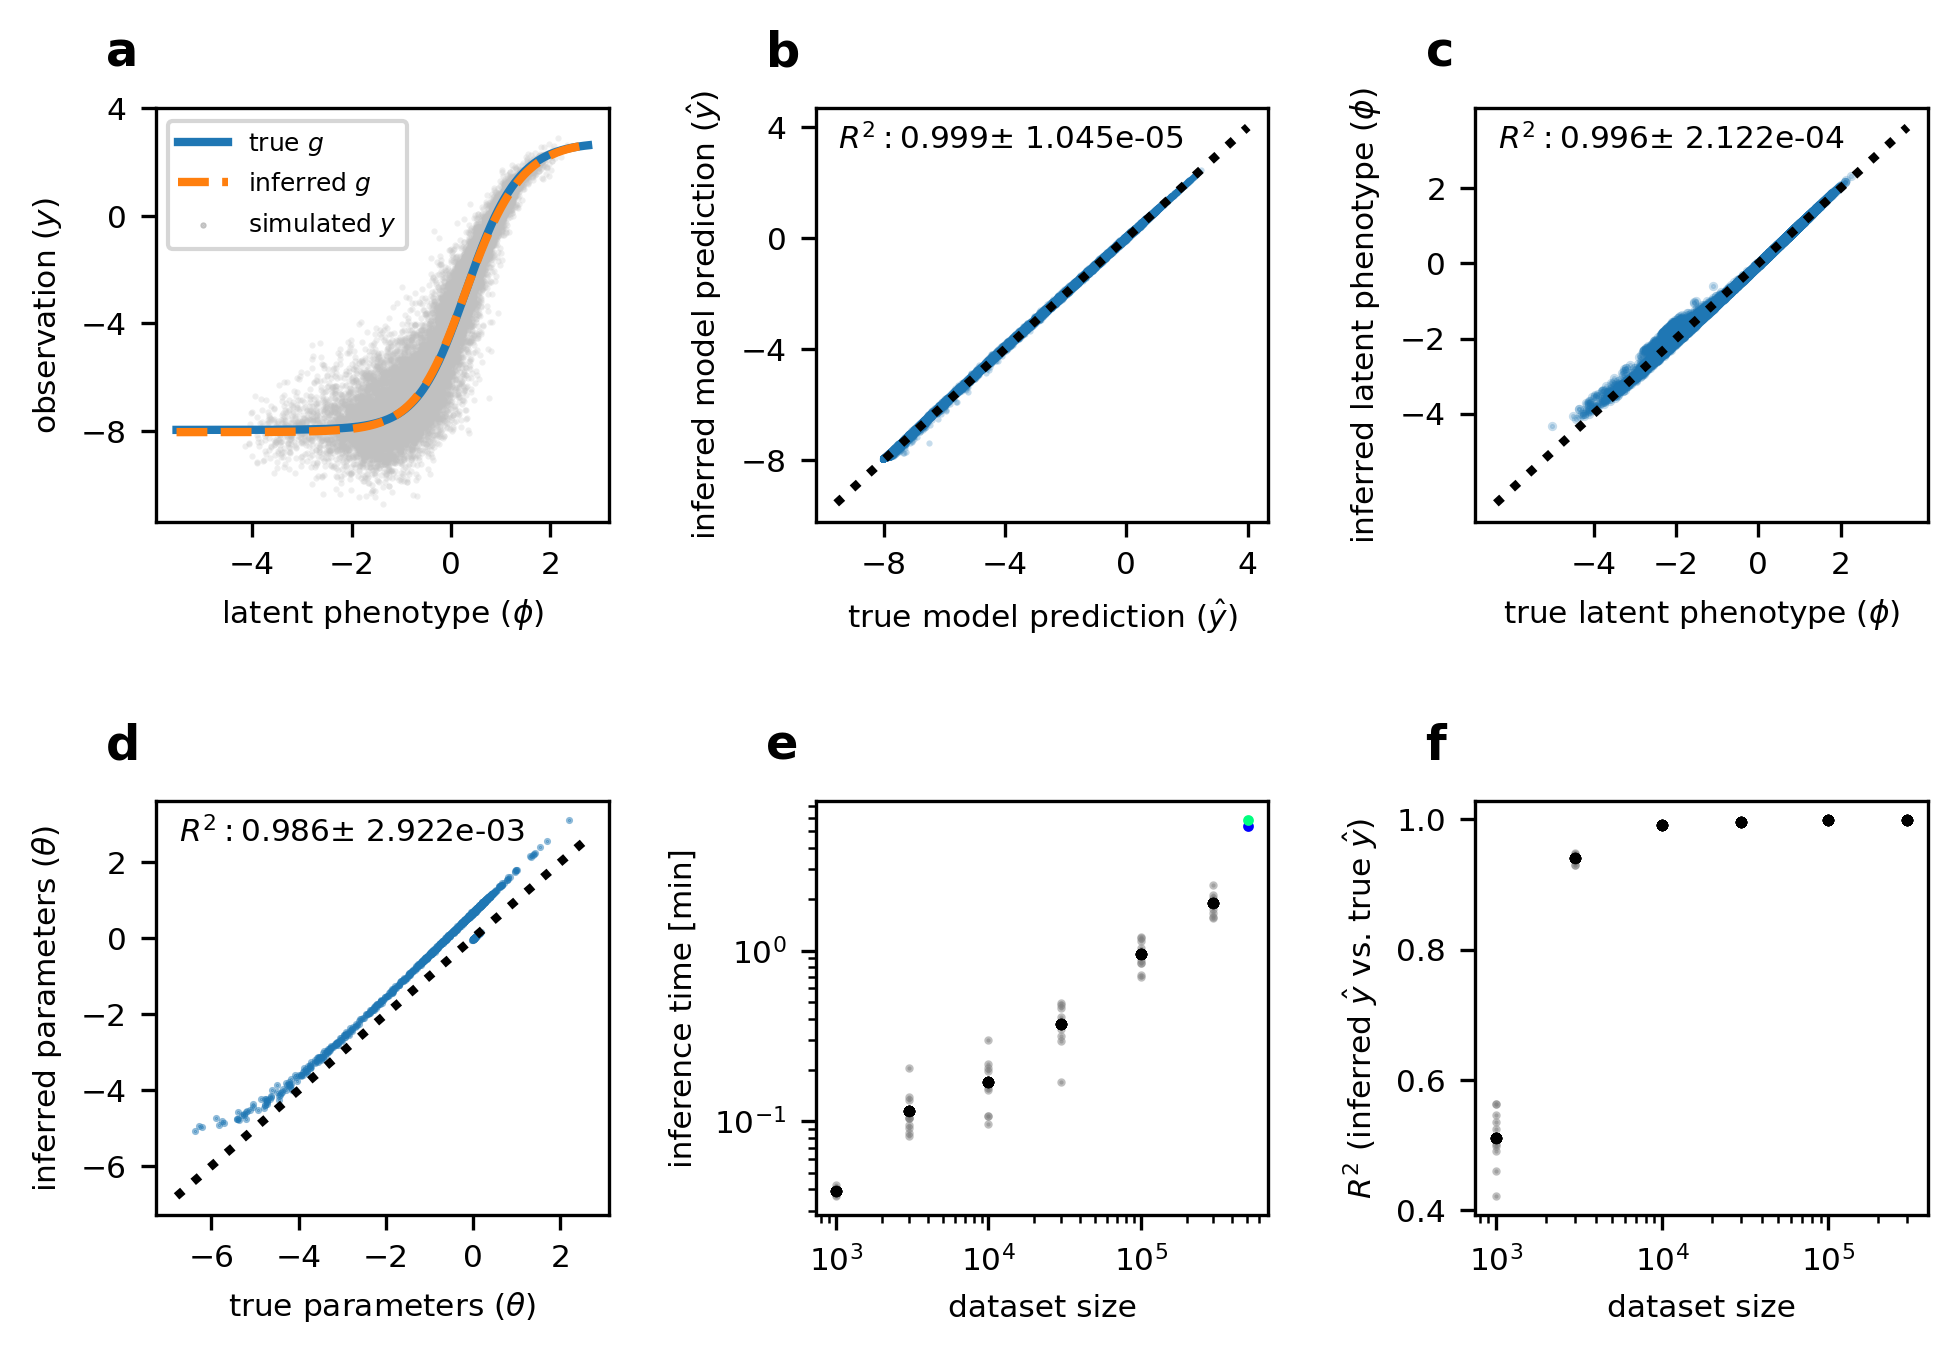 a
4
0
−4
−8
−4
−2
0
2
observation (y)
latent phenotype (ϕ)
true g
inferred g
simulated y
b
R² : 0.999± 1.045e-05
4
0
−4
−8
−8
−4
0
4
inferred model prediction (ŷ)
true model prediction (ŷ)
c
R² : 0.996± 2.122e-04
2
0
−2
−4
−4
−2
0
2
inferred latent phenotype (ϕ)
true latent phenotype (ϕ)
d
R² : 0.986± 2.922e-03
2
0
−2
−4
−6
−6
−4
−2
0
2
inferred parameters (θ)
true parameters (θ)
e
10⁰
10⁻¹
10³
10⁴
10⁵
inference time [min]
dataset size
f
1.0
0.8
0.6
0.4
10³
10⁴
10⁵
R² (inferred ŷ vs. true ŷ)
dataset size